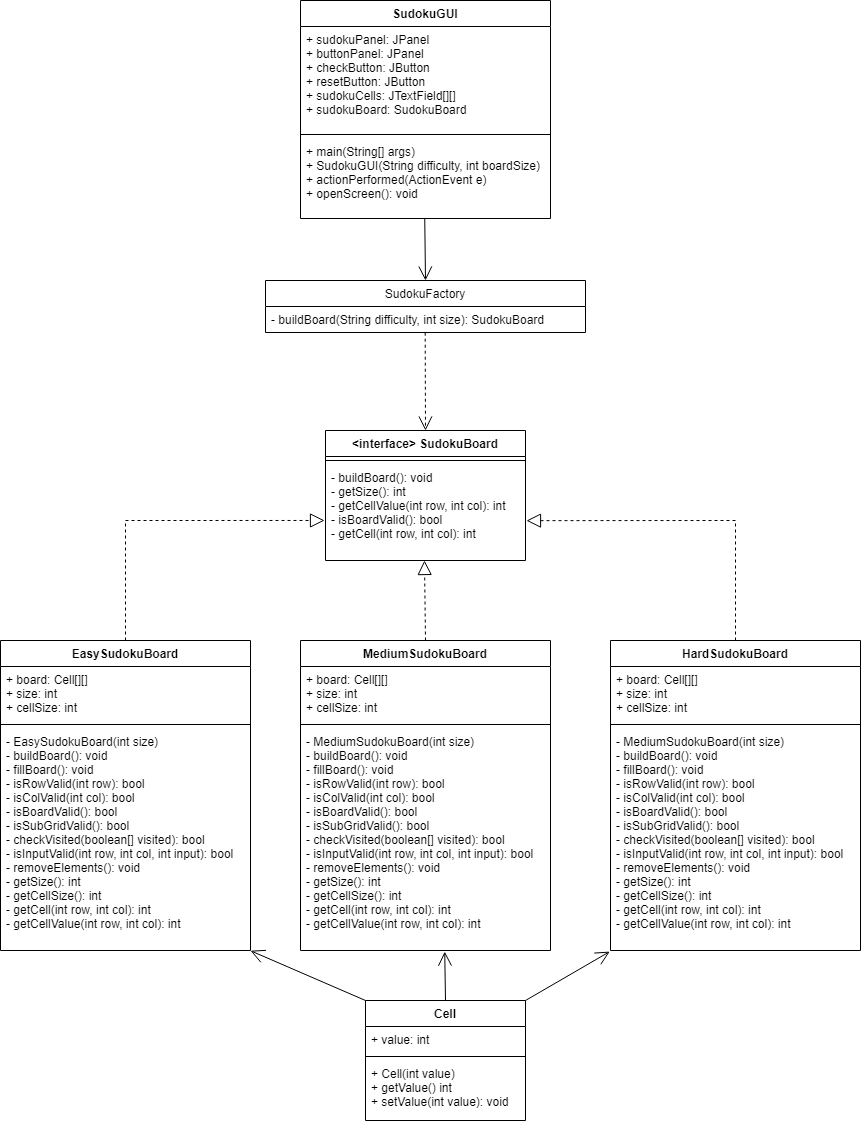 SudokuGUI
+ sudokuPanel: JPanel
+ buttonPanel: JPanel
+ checkButton: JButton
+ resetButton: JButton
+ sudokuCells: JTextField[][]
+ sudokuBoard: SudokuBoard
+ main(String[] args)
+ SudokuGUI(String difficulty, int boardSize)
+ actionPerformed(ActionEvent e)
+ openScreen(): void
SudokuFactory
- buildBoard(String difficulty, int size): SudokuBoard
<interface> SudokuBoard
- buildBoard(): void
- getSize(): int
- getCellValue(int row, int col): int
- isBoardValid(): bool
- getCell(int row, int col): int
EasySudokuBoard
+ board: Cell[][]
+ size: int
+ cellSize: int
- EasySudokuBoard(int size)
- buildBoard(): void
- fillBoard(): void
- isRowValid(int row): bool
- isColValid(int col): bool
- isBoardValid(): bool
- isSubGridValid(): bool
- checkVisited(boolean[] visited): bool
- isInputValid(int row, int col, int input): bool
- removeElements(): void
- getSize(): int
- getCellSize(): int
- getCell(int row, int col): int
- getCellValue(int row, int col): int
MediumSudokuBoard
+ board: Cell[][]
+ size: int
+ cellSize: int
- MediumSudokuBoard(int size)
- buildBoard(): void
- fillBoard(): void
- isRowValid(int row): bool
- isColValid(int col): bool
- isBoardValid(): bool
- isSubGridValid(): bool
- checkVisited(boolean[] visited): bool
- isInputValid(int row, int col, int input): bool
- removeElements(): void
- getSize(): int
- getCellSize(): int
- getCell(int row, int col): int
- getCellValue(int row, int col): int
HardSudokuBoard
+ board: Cell[][]
+ size: int
+ cellSize: int
- MediumSudokuBoard(int size)
- buildBoard(): void
- fillBoard(): void
- isRowValid(int row): bool
- isColValid(int col): bool
- isBoardValid(): bool
- isSubGridValid(): bool
- checkVisited(boolean[] visited): bool
- isInputValid(int row, int col, int input): bool
- removeElements(): void
- getSize(): int
- getCellSize(): int
- getCell(int row, int col): int
- getCellValue(int row, int col): int
Cell
+ value: int
+ Cell(int value)
+ getValue() int
+ setValue(int value): void